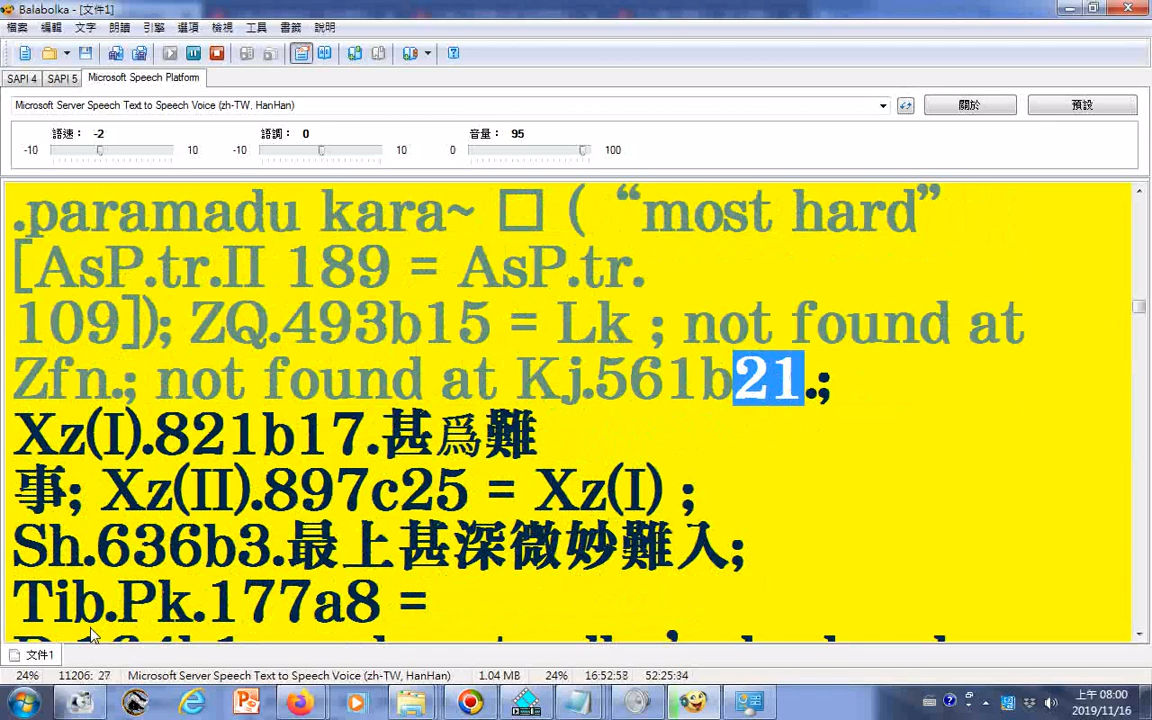 Balabolka - [文件1]
檔案 編輯 文字 朗讀 引擎 選項 檢視 工具 書籤 說明
SAPI 4 SAPI 5 Microsoft Speech Platform
Microsoft Server Speech Text to Speech Voice (zh-TW, HanHan) 關於 預設
語速： -2 語調： 0 音量： 95
-10 10 -10 10 0 100
.paramadu kara~ □ ( “most hard”
[AsP.tr.II 189 = AsP.tr.
109]); ZQ.493b15 = Lk ; not found at
Zfn.; not found at Kj.561b21.;
Xz(I).821b17.甚爲難
事; Xz(II).897c25 = Xz(I) ;
Sh.636b3.最上甚深微妙難入;
Tib.Pk.177a8 =
文件1
24% 11206: 27 Microsoft Server Speech Text to Speech Voice (zh-TW, HanHan) 1.04 MB 24% 16:52:58 52:25:34
上午 08:00
2019/11/16